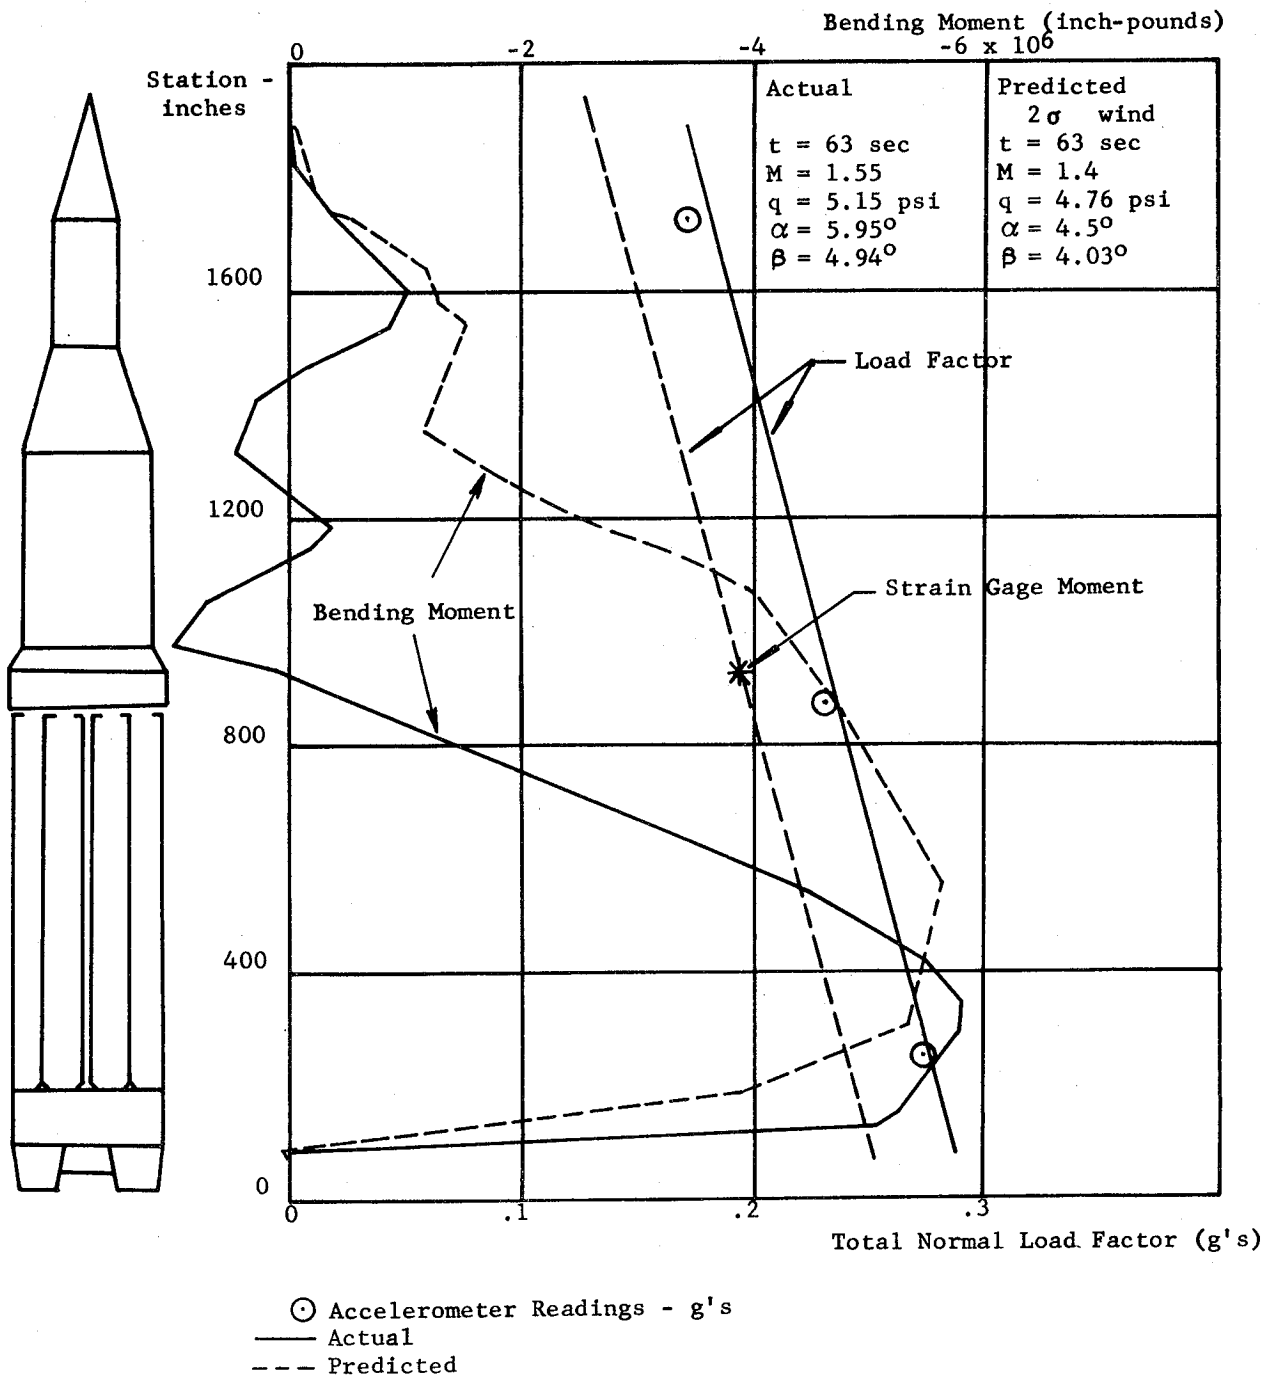 Bending Moment (inch-pounds)
0 -2 -4 -6 x 10⁶
Station -
inches
Actual
t = 63 sec
M = 1.55
q = 5.15 psi
α = 5.95°
β = 4.94°
Predicted
2σ wind
t = 63 sec
M = 1.4
q = 4.76 psi
α = 4.5°
β = 4.03°
1600
Load Factor
1200
Strain Gage Moment
Bending Moment
800
400
0
0 .1 .2 .3
Total Normal Load Factor (g's)
Accelerometer Readings - g's
Actual
Predicted